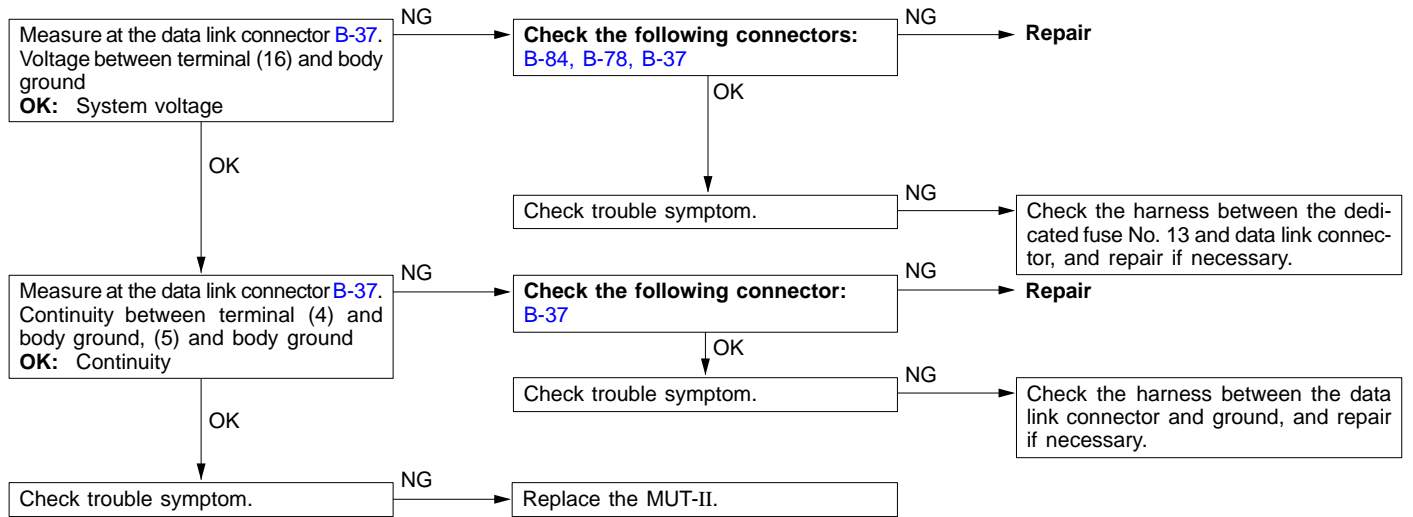 NG
NG
Measure at the data link connector B-37.
Voltage between terminal (16) and body
ground
OK: System voltage
Check the following connectors:
B-84, B-78, B-37
Repair
OK
OK
NG
Check trouble symptom.
Check the harness between the dedi-
cated fuse No. 13 and data link connec-
tor, and repair if necessary.
NG
NG
Measure at the data link connector B-37.
Continuity between terminal (4) and
body ground, (5) and body ground
OK: Continuity
Check the following connector:
B-37
Repair
OK
NG
Check trouble symptom.
Check the harness between the data
link connector and ground, and repair
if necessary.
OK
NG
Check trouble symptom.
Replace the MUT-II.